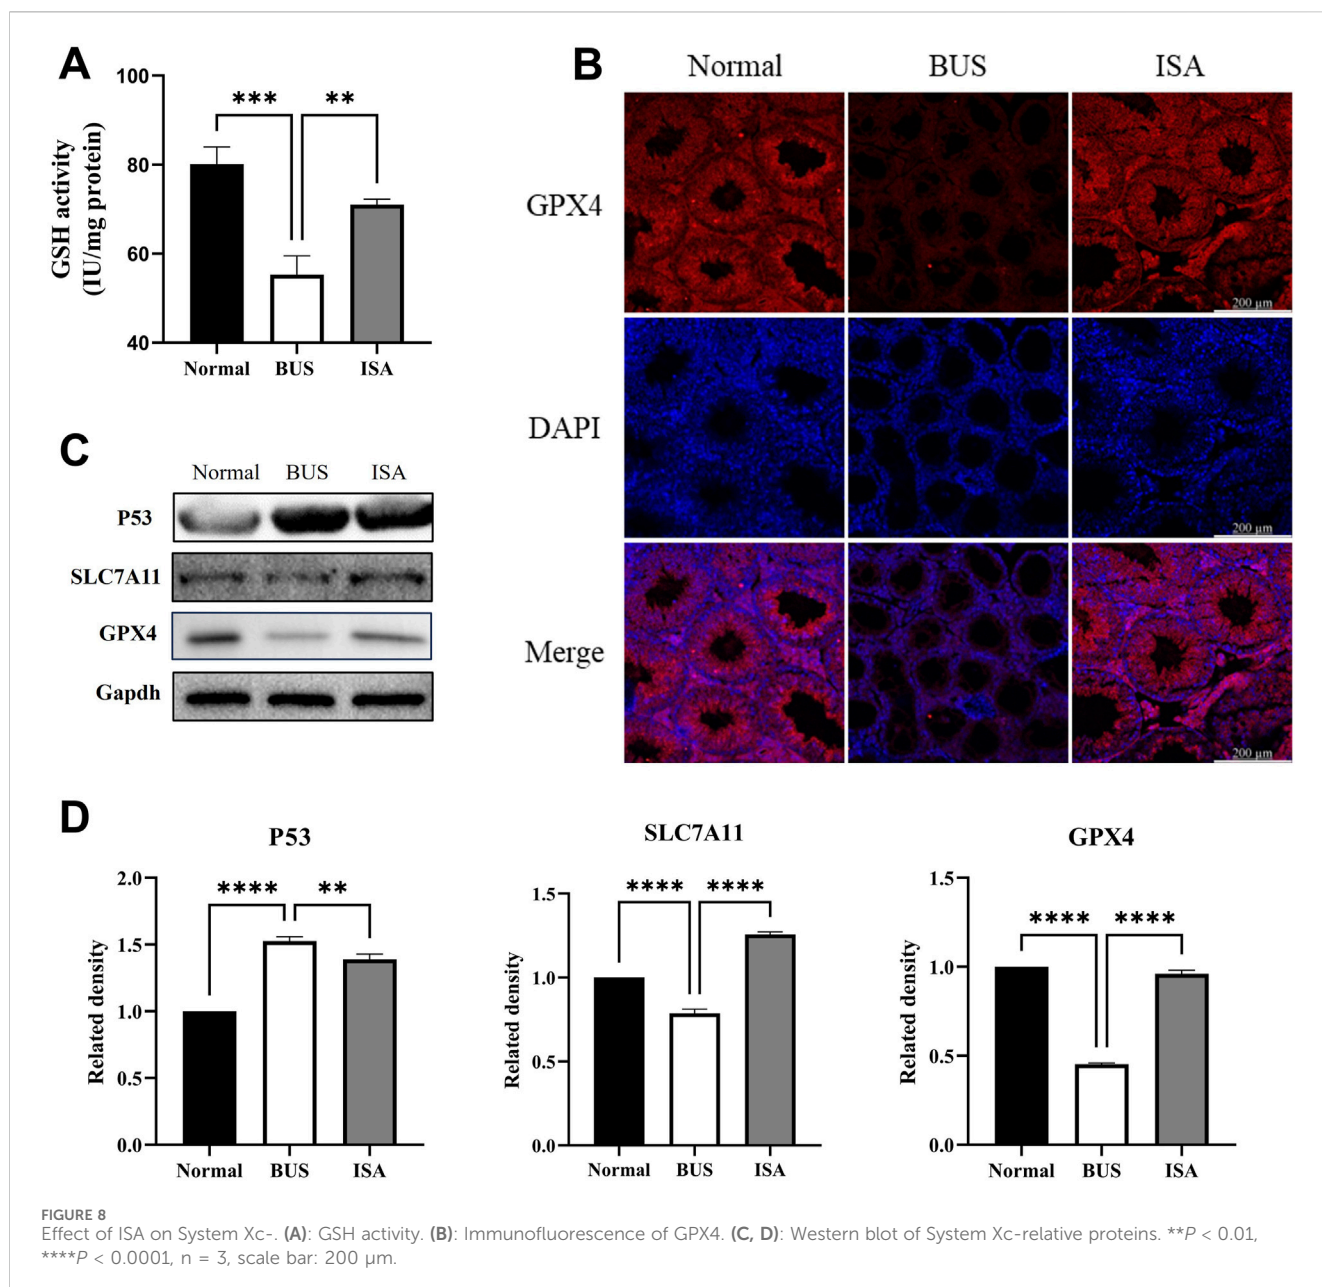 A
100
80
60
40
GSH activity
(IU/mg protein)
*** **
Normal BUS ISA
B
Normal BUS ISA
GPX4
200 µm
DAPI
200 µm
Merge
200 µm
C
Normal BUS ISA
P53
SLC7A11
GPX4
Gapdh
D
P53
2.0
1.5
1.0
0.5
0.0
Related density
**** **
Normal BUS ISA
SLC7A11
1.5
1.0
0.5
0.0
Related density
**** ****
Normal BUS ISA
GPX4
1.5
1.0
0.5
0.0
Related density
**** ****
Normal BUS ISA
FIGURE 8
Effect of ISA on System Xc-. (A): GSH activity. (B): Immunofluorescence of GPX4. (C, D): Western blot of System Xc-relative proteins. **P < 0.01,
****P < 0.0001, n = 3, scale bar: 200 µm.